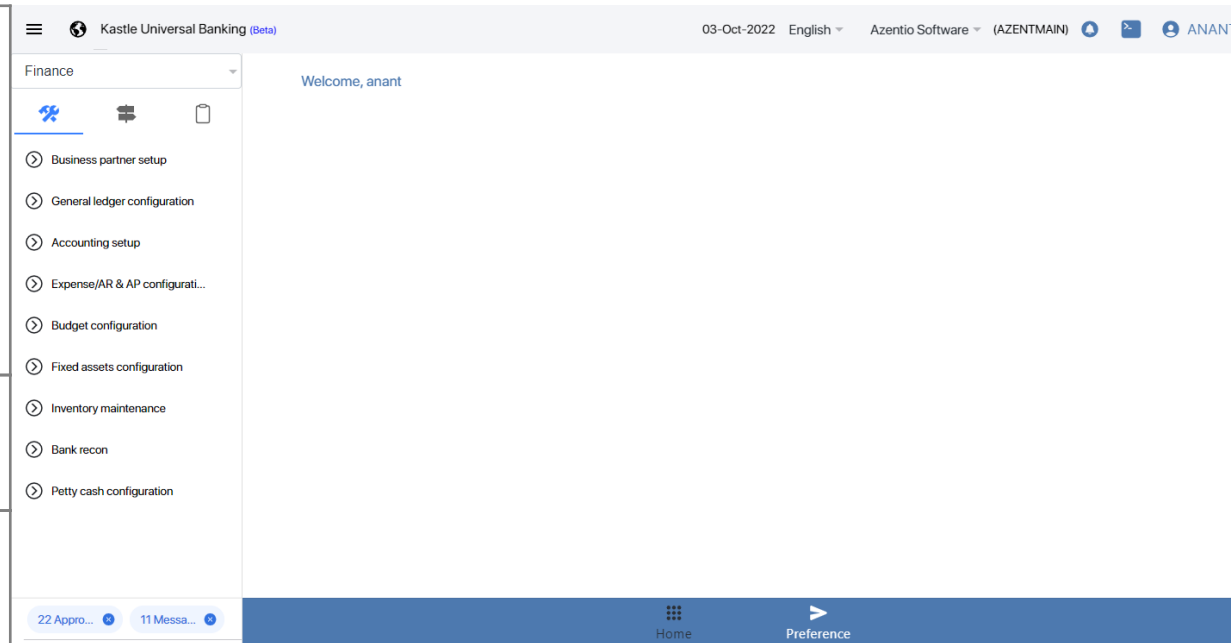 Kastle Universal Banking (Beta)
03-Oct-2022 English Azentio Software (AZENTMAIN) ANANT
Finance
Welcome, anant
Business partner setup
General ledger configuration
Accounting setup
Expense/AR & AP configurati...
Budget configuration
Fixed assets configuration
Inventory maintenance
Bank recon
Petty cash configuration
22 Appro... 11 Messa...
Home Preference